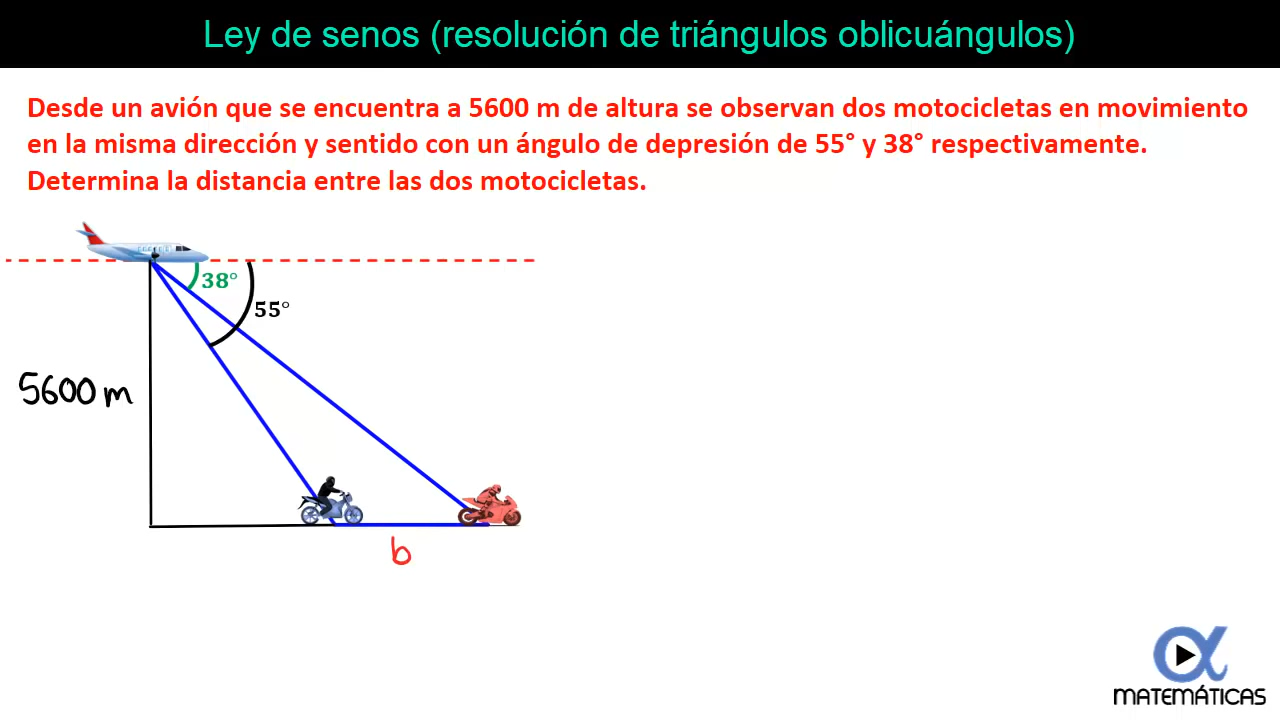 Ley de senos (resolución de triángulos oblicuángulos)
Desde un avión que se encuentra a 5600 m de altura se observan dos motocicletas en movimiento
en la misma dirección y sentido con un ángulo de depresión de 55° y 38° respectivamente.
Determina la distancia entre las dos motocicletas.
38°
55°
5600 m
b
MATEMÁTICAS